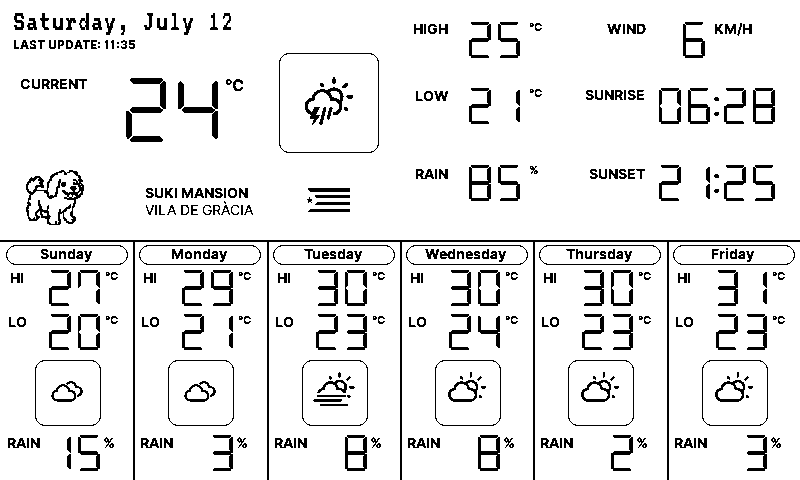 Saturday, July 12
LAST UPDATE: 11:35
CURRENT 24 °C
HIGH 25 °C
WIND 6 KM/H
LOW 21 °C
SUNRISE 06:28
RAIN 85 %
SUNSET 21:25
SUKI MANSION
VILA DE GRÀCIA
Sunday
HI 27 °C
LO 20 °C
RAIN 15 %
Monday
HI 29 °C
LO 21 °C
RAIN 3 %
Tuesday
HI 30 °C
LO 23 °C
RAIN 8 %
Wednesday
HI 30 °C
LO 24 °C
RAIN 8 %
Thursday
HI 30 °C
LO 23 °C
RAIN 2 %
Friday
HI 31 °C
LO 23 °C
RAIN 3 %